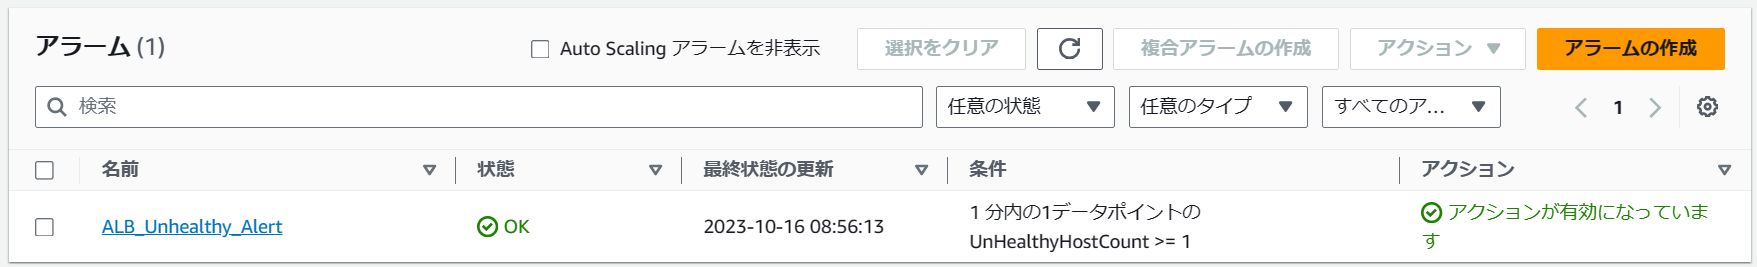 アラーム (1)
Auto Scaling アラームを非表示
選択をクリア
複合アラームの作成
アクション
アラームの作成
検索
任意の状態
任意のタイプ
すべてのア...
1
名前
状態
最終状態の更新
条件
アクション
ALB_Unhealthy_Alert
OK
2023-10-16 08:56:13
1 分内の1データポイントの
UnHealthyHostCount >= 1
アクションが有効になっていま
す